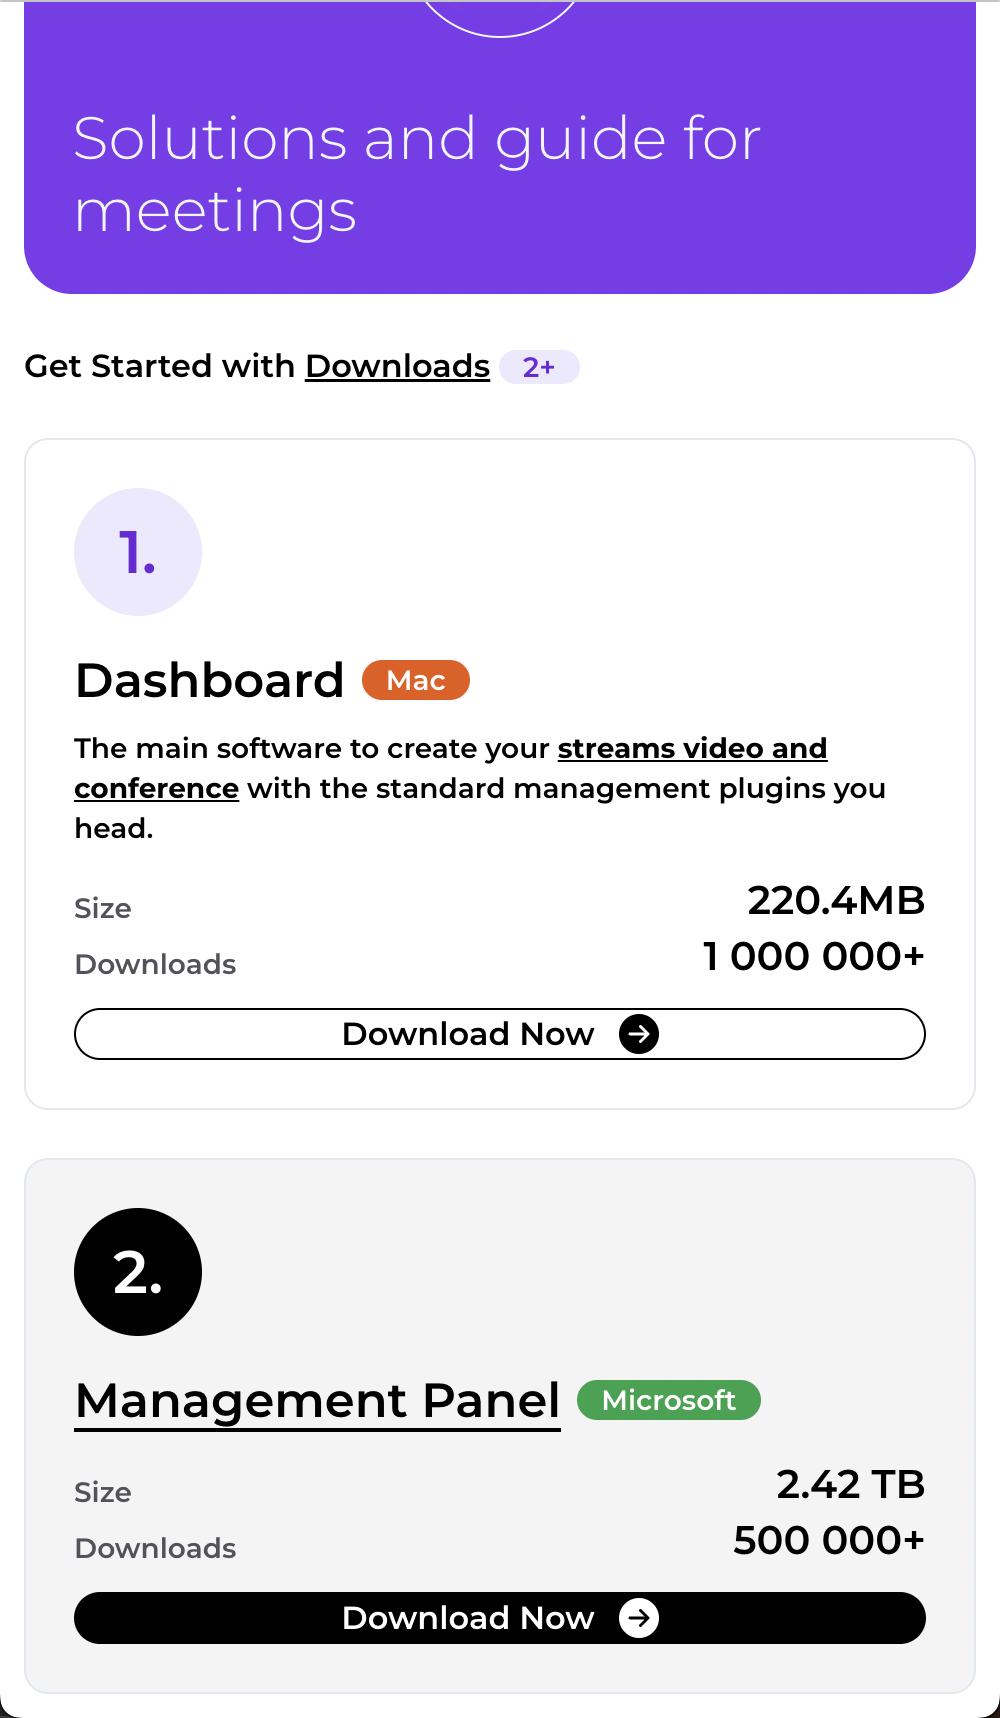 Solutions and guide for
meetings
Get Started with Downloads 2+
1.
Dashboard Mac
The main software to create your streams video and
conference with the standard management plugins you
head.
Size 220.4MB
Downloads 1 000 000+
Download Now
2.
Management Panel Microsoft
Size 2.42 TB
Downloads 500 000+
Download Now